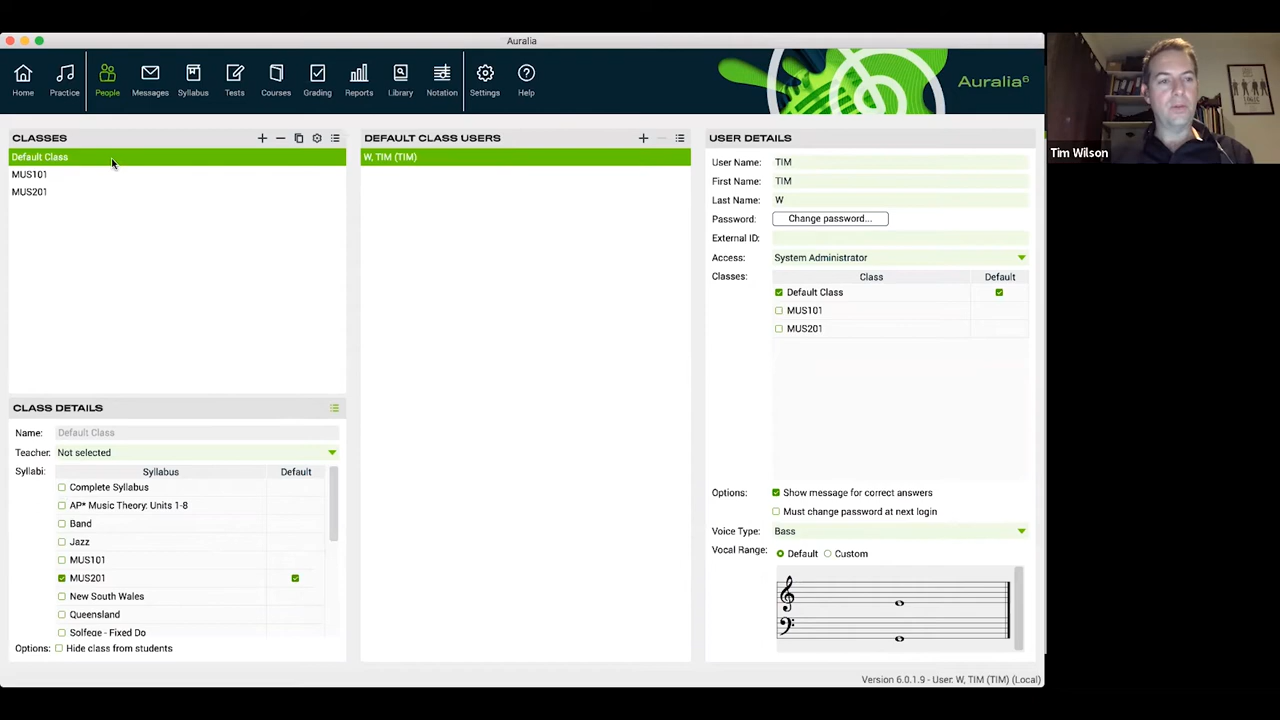 Auralia
Home Practice People Messages Syllabus Tests Courses Grading Reports Library Notation Settings Help
Auralia6
Tim Wilson
CLASSES
Default Class
MUS101
MUS201
DEFAULT CLASS USERS
W, TIM (TIM)
USER DETAILS
User Name: TIM
First Name: TIM
Last Name: W
Password: Change password...
External ID:
Access: System Administrator
Classes: Class Default
Default Class
MUS101
MUS201
Options: Show message for correct answers
Must change password at next login
Voice Type: Bass
Vocal Range: Default Custom
CLASS DETAILS
Name: Default Class
Teacher: Not selected
Syllabi: Syllabus Default
Complete Syllabus
AP* Music Theory: Units 1-8
Band
Jazz
MUS101
MUS201
New South Wales
Queensland
Solfege - Fixed Do
Options: Hide class from students
Version 6.0.1.9 - User: W, TIM (TIM) (Local)